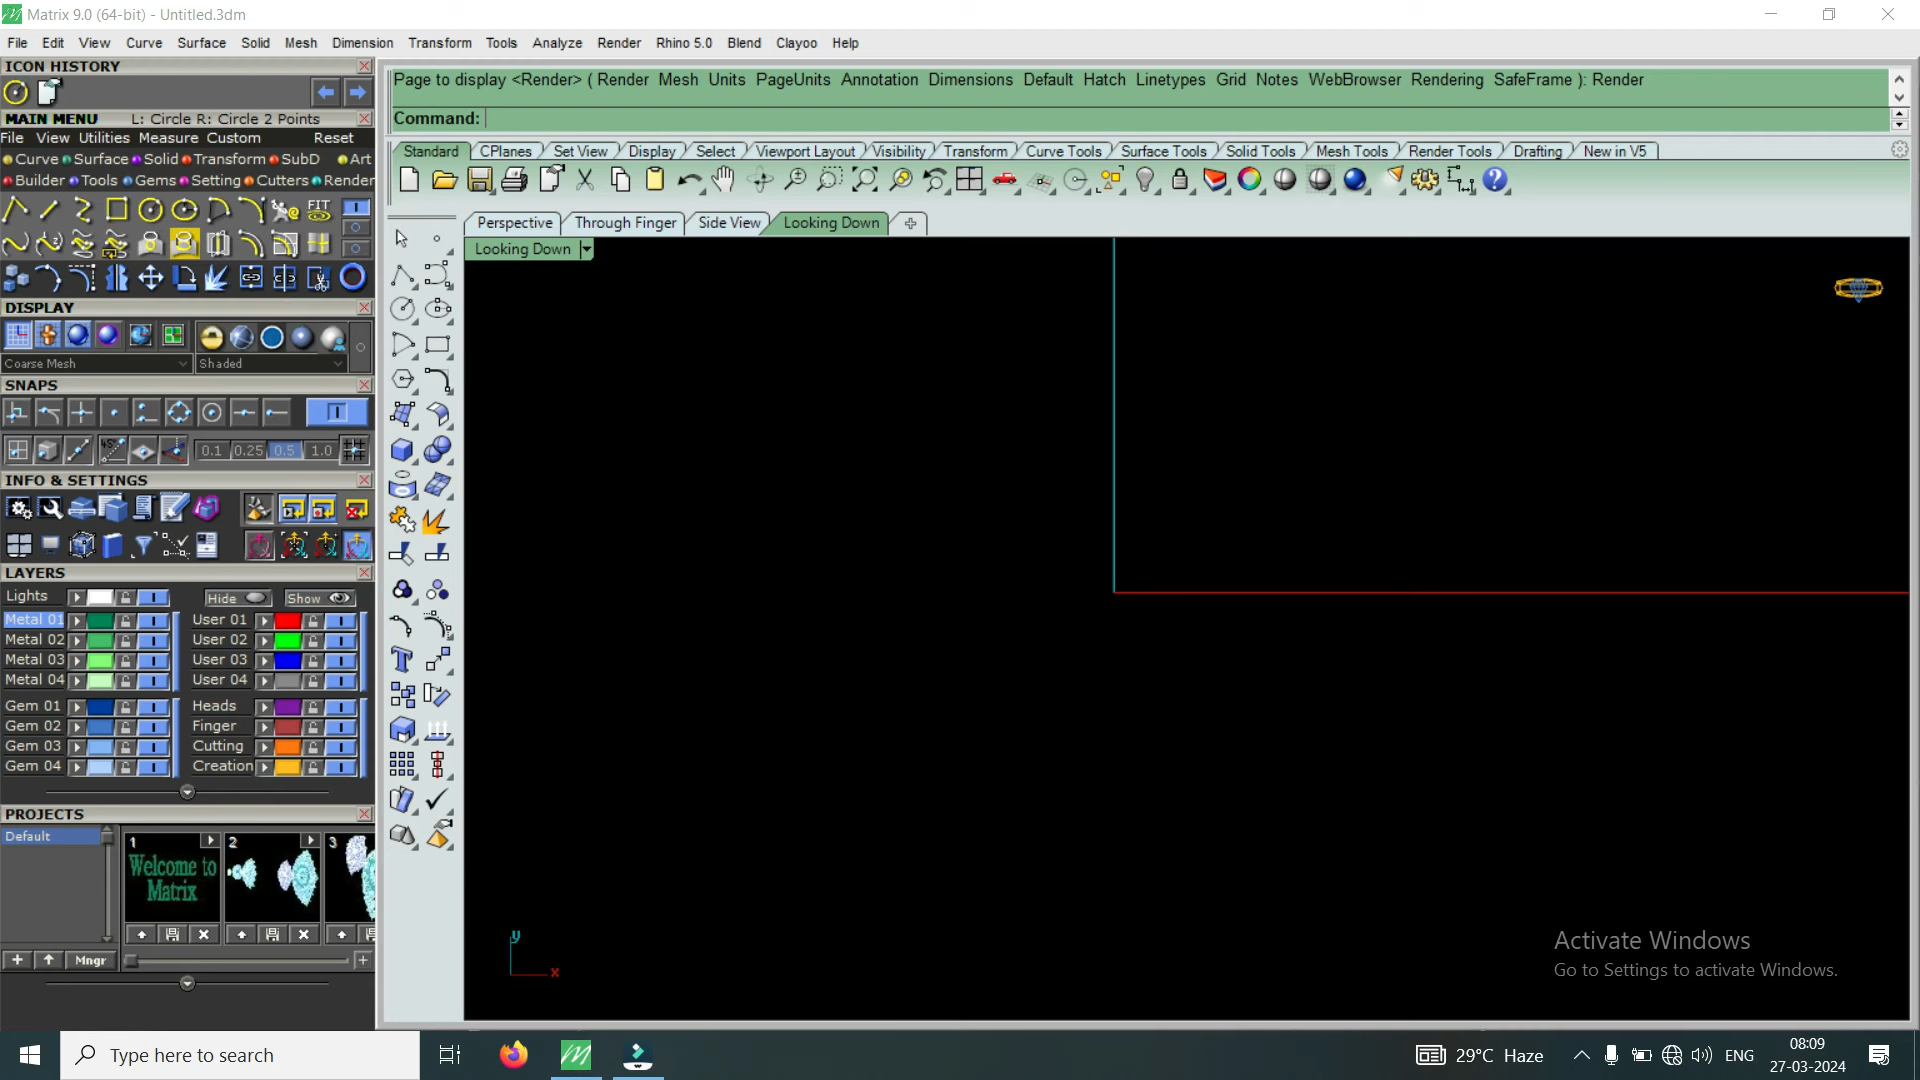 Matrix 9.0 (64-bit) - Untitled.3dm
File Edit View Curve Surface Solid Mesh Dimension Transform Tools Analyze Render Rhino 5.0 Blend Clayoo Help
ICON HISTORY
Page to display <Render> ( Render Mesh Units PageUnits Annotation Dimensions Default Hatch Linetypes Grid Notes WebBrowser Rendering SafeFrame ): Render
Command:
MAIN MENU L: Circle R: Circle 2 Points
File View Utilities Measure Custom Reset
Curve Surface Solid Transform SubD Art
Builder Tools Gems Setting Cutters Render
FIT
Standard CPlanes Set View Display Select Viewport Layout Visibility Transform Curve Tools Surface Tools Solid Tools Mesh Tools Render Tools Drafting New in V5
Perspective Through Finger Side View Looking Down
Looking Down
DISPLAY
Coarse Mesh Shaded
SNAPS
0.1 0.25 0.5 1.0
INFO & SETTINGS
LAYERS
Lights Hide Show
Metal 01 User 01
Metal 02 User 02
Metal 03 User 03
Metal 04 User 04
Gem 01 Heads
Gem 02 Finger
Gem 03 Cutting
Gem 04 Creation
PROJECTS
Default
1 2 3
Welcome to
Matrix
Mngr
y
x
Activate Windows
Go to Settings to activate Windows.
Type here to search
29°C Haze
ENG
08:09
27-03-2024